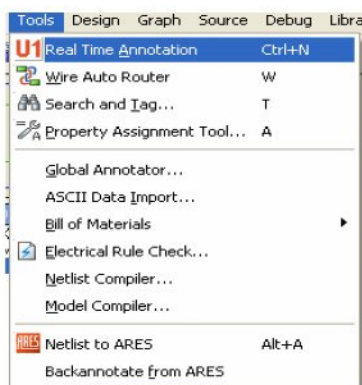 Tools Design Graph Source Debug Libra
U1 Real Time Annotation Ctrl+N
Wire Auto Router W
Search and Tag... T
Property Assignment Tool... A
Global Annotator...
ASCII Data Import...
Bill of Materials
Electrical Rule Check...
Netlist Compiler...
Model Compiler...
ARES Netlist to ARES Alt+A
Backannotate from ARES